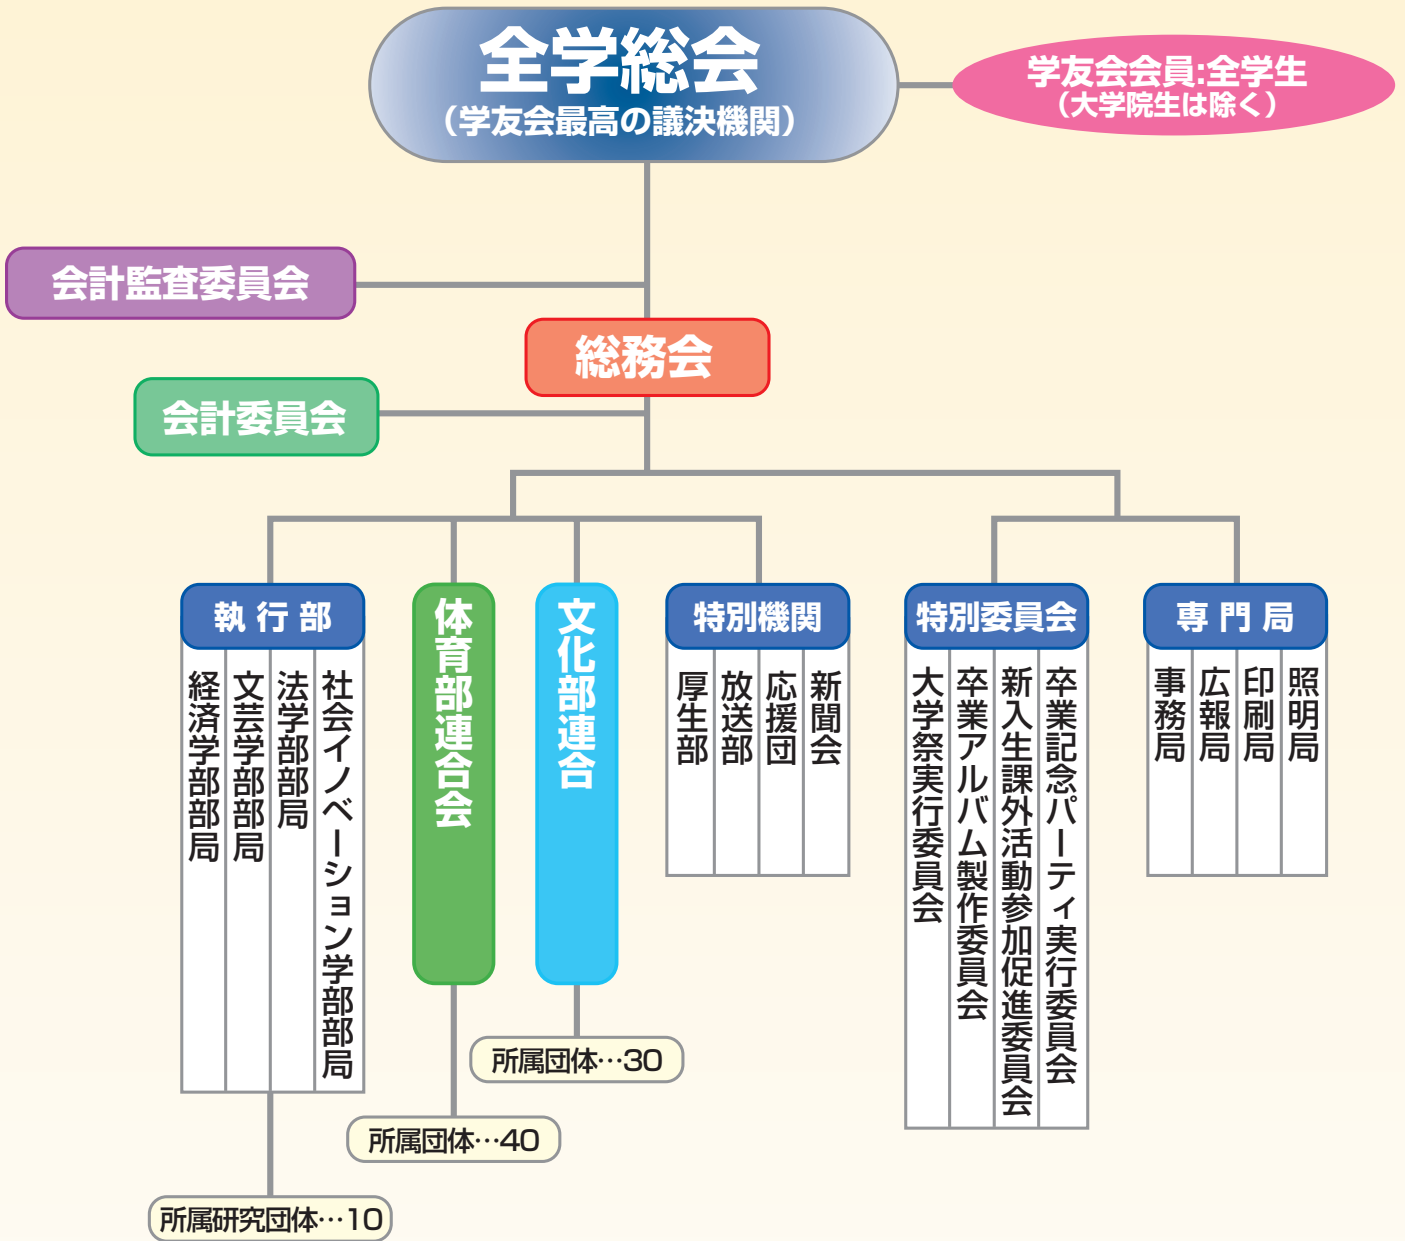 全学総会
（学友会最高の議決機関）
学友会会員:全学生
（大学院生は除く）
会計監査委員会
総務会
会計委員会
執行部
経済学部部局
文芸学部部局
法学部部局
社会イノベーション学部部局
体育部連合会
文化部連合
特別機関
厚生部
放送部
応援団
新聞会
特別委員会
大学祭実行委員会
卒業アルバム製作委員会
新入生課外活動参加促進委員会
卒業記念パーティ実行委員会
専門局
事務局
広報局
印刷局
照明局
所属団体…30
所属団体…40
所属研究団体…10